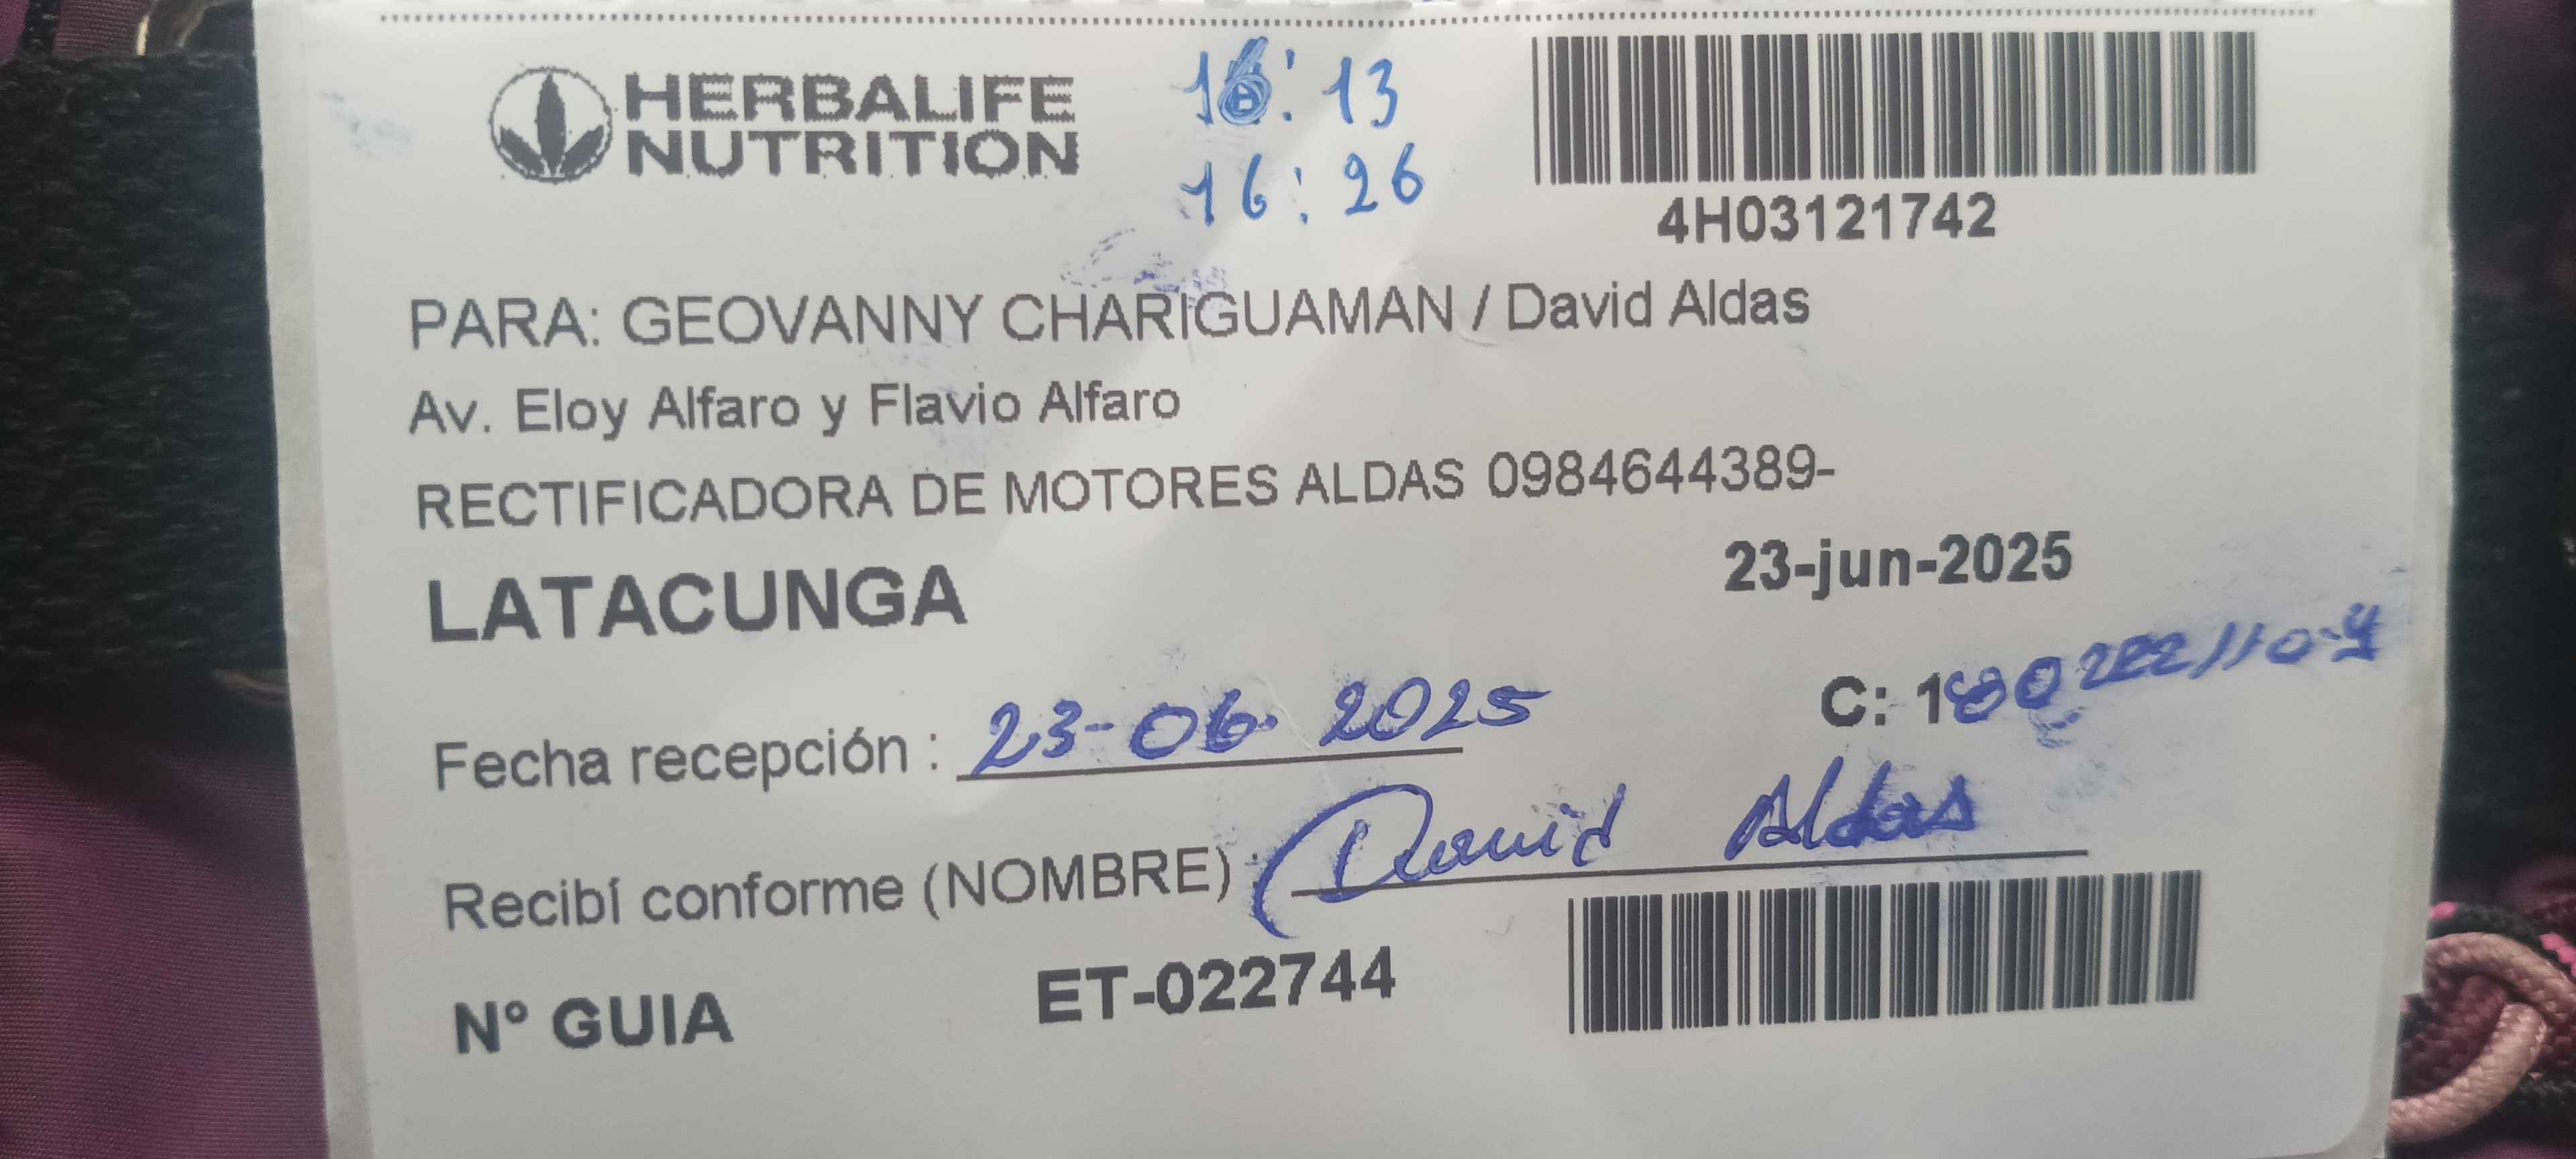 HERBALIFE
NUTRITION
16: 13
16: 26
4H03121742
PARA: GEOVANNY CHARIGUAMAN / David Aldas
Av. Eloy Alfaro y Flavio Alfaro
RECTIFICADORA DE MOTORES ALDAS 0984644389-
LATACUNGA
23-jun-2025
C: 1
Fecha recepción : 23-06-2025
Recibí conforme (NOMBRE) : David Aldas
N° GUIA ET-022744